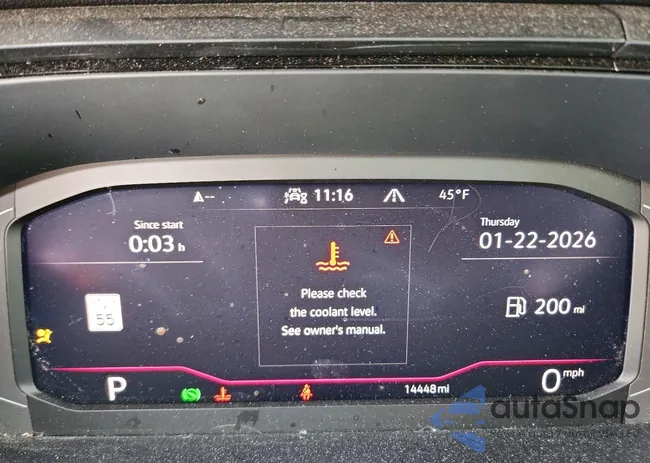 --
11:16
45°F
Since start
0:03 h
Thursday
01-22-2026
Please check
the coolant level.
See owner's manual.
55
200 mi
P
14448 mi
0 mph
autoSnap